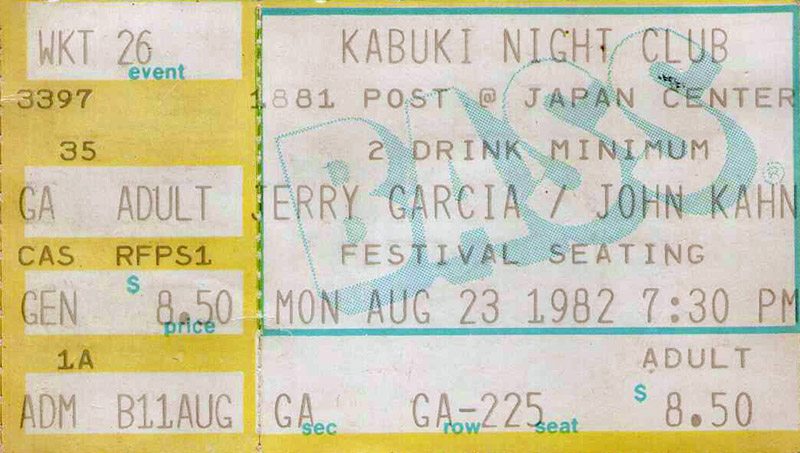 WKT 26
event
3397
35
GA ADULT
CAS RFPS1
$
GEN 8.50
price
1A
ADM B11AUG
KABUKI NIGHT CLUB
1881 POST @ JAPAN CENTER
2 DRINK MINIMUM
JERRY GARCIA / JOHN KAHN
FESTIVAL SEATING
MON AUG 23 1982 7:30 PM
BASS ®
ADULT
GA GA-225 $ 8.50
sec row seat